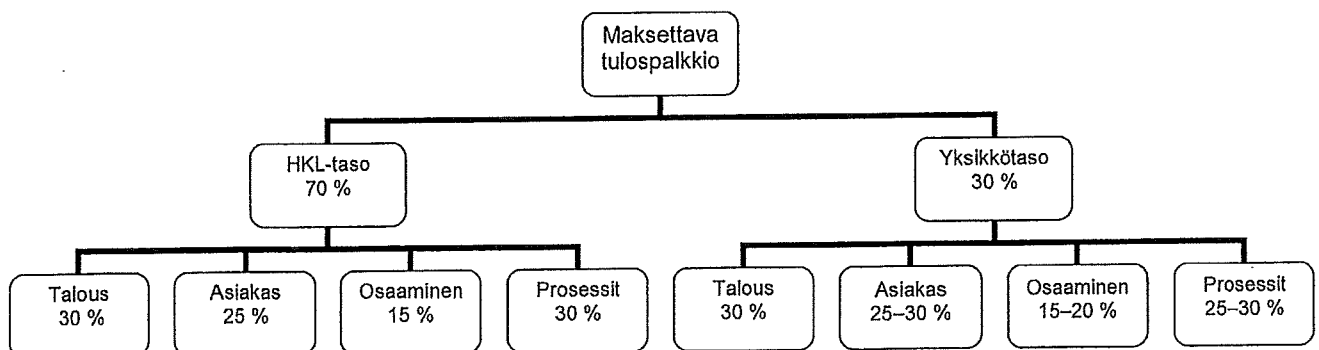 Maksettava
tulospalkkio
HKL-taso
70 %
Yksikkötaso
30 %
Talous
30 %
Asiakas
25 %
Osaaminen
15 %
Prosessit
30 %
Talous
30 %
Asiakas
25–30 %
Osaaminen
15–20 %
Prosessit
25–30 %